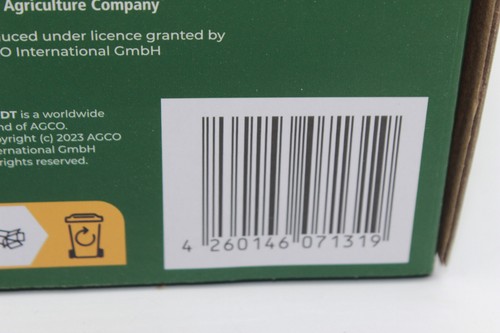 Agriculture Company
uced under licence granted by
O International GmbH
DT is a worldwide
nd of AGCO.
pyright (c) 2023 AGCO
ernational GmbH
rights reserved.
4 260146 071319